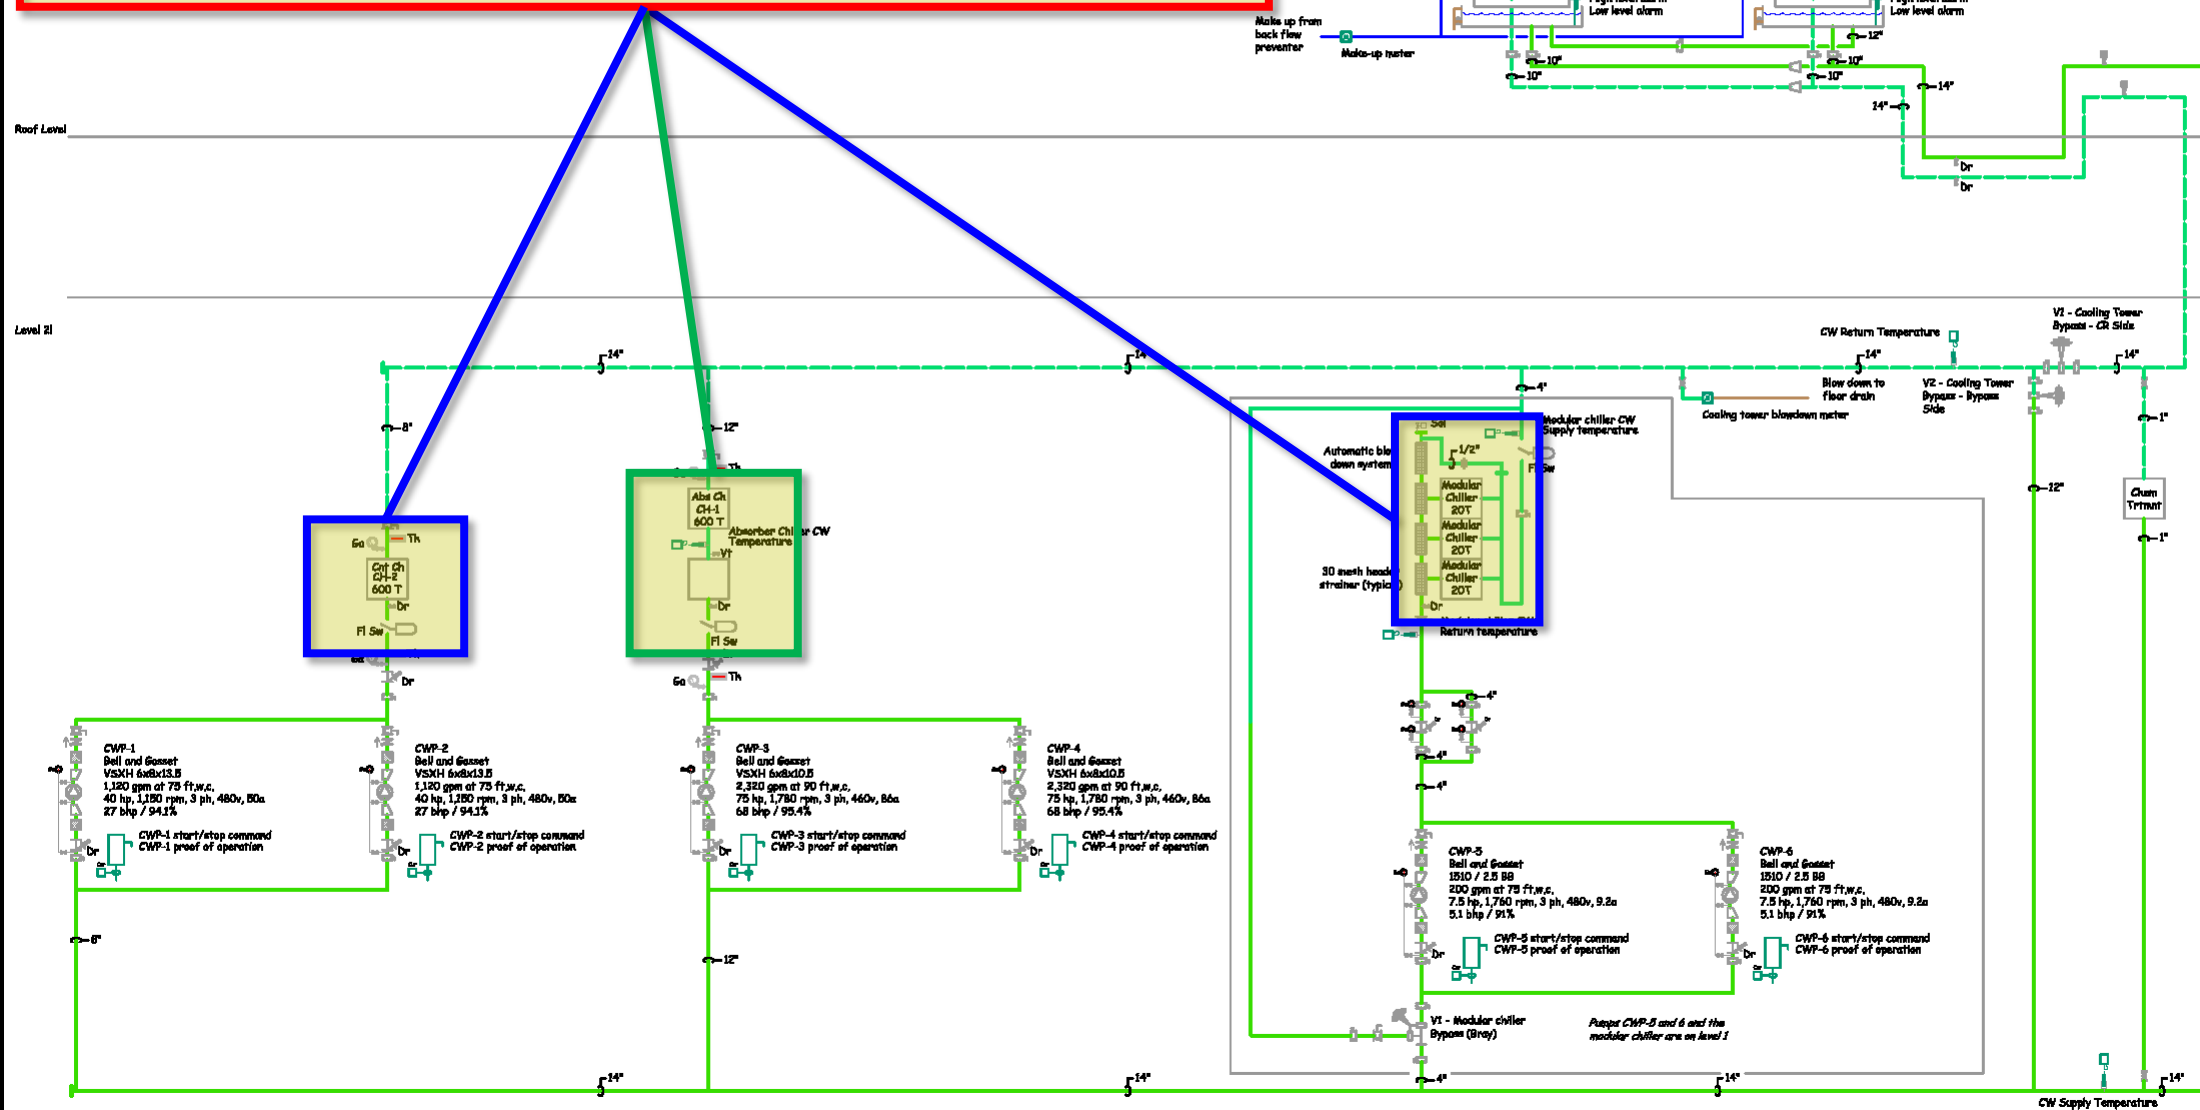 Low level alarm
Low level alarm
Make up from
back flow
preventer
Make-up meter
12"
10"
10"
10"
10"
14"
14"
Roof Level
Dr
Dr
Level 21
V1 - Cooling Tower
Bypass - CR Side
CW Return Temperature
14"
14
14"
14"
4"
Blow down to
floor drain
V2 - Cooling Tower
Bypass - Bypass
Side
Cooling tower blowdown meter
8"
12"
1"
Modular chiller CW
Supply temperature
Automatic blo
down system
1/2"
Fl Sw
Th
Abs Ch
CH-1
600 T
Modular
Chiller
20T
Modular
Chiller
20T
Modular
Chiller
20T
12"
Chem
Trtmnt
1"
Absorber Chiller CW
Temperature
Vt
Ga
Th
Cnt Ch
CH-2
600 T
Dr
Fl Sw
Ga
Dr
Dr
Fl Sw
Ga
Th
30 mesh heade
strainer (typical)
Dr
Return temperature
4"
4"
4"
CWP-1
Bell and Gosset
VSXH 6x8x13.5
1,120 gpm at 75 ft.w.c.
40 hp, 1,150 rpm, 3 ph, 480v, 50a
27 bhp / 94.1%
CWP-1 start/stop command
CWP-1 proof of operation
Dr
CWP-2
Bell and Gosset
VSXH 6x8x13.5
1,120 gpm at 75 ft.w.c.
40 hp, 1,150 rpm, 3 ph, 480v, 50a
27 bhp / 94.1%
CWP-2 start/stop command
CWP-2 proof of operation
Dr
CWP-3
Bell and Gosset
VSXH 6x8x10.5
2,320 gpm at 90 ft.w.c.
75 hp, 1,780 rpm, 3 ph, 460v, 86a
68 bhp / 95.4%
CWP-3 start/stop command
CWP-3 proof of operation
Dr
CWP-4
Bell and Gosset
VSXH 6x8x10.5
2,320 gpm at 90 ft.w.c.
75 hp, 1,780 rpm, 3 ph, 460v, 86a
68 bhp / 95.4%
CWP-4 start/stop command
CWP-4 proof of operation
Dr
CWP-5
Bell and Gosset
1510 / 2.5 BB
200 gpm at 75 ft.w.c.
7.5 hp, 1,760 rpm, 3 ph, 480v, 9.2a
5.1 bhp / 91%
CWP-5 start/stop command
CWP-5 proof of operation
Dr
CWP-6
Bell and Gosset
1510 / 2.5 BB
200 gpm at 75 ft.w.c.
7.5 hp, 1,760 rpm, 3 ph, 480v, 9.2a
5.1 bhp / 91%
CWP-6 start/stop command
CWP-6 proof of operation
Dr
12"
V1 - Modular chiller
Bypass (Bray)
Pumps CWP-5 and 6 and the
modular chiller are on level 1
14"
14"
4"
14"
14"
CW Supply Temperature